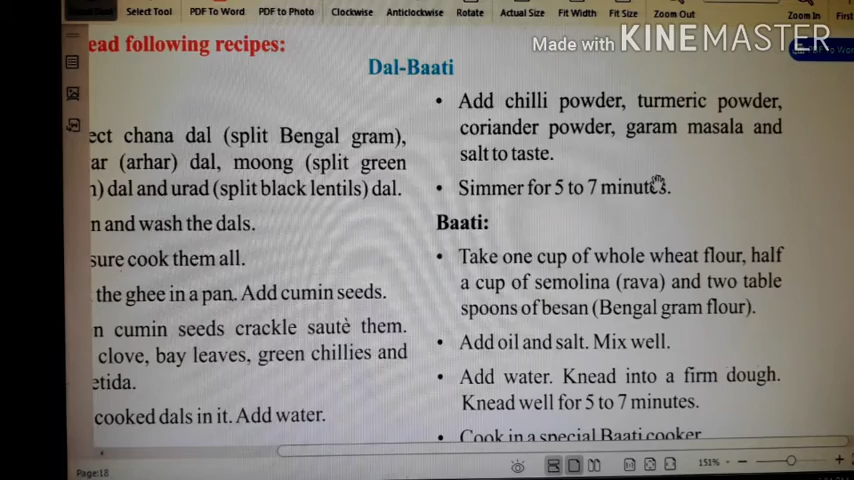 Select Tool PDF To Word PDF to Photo Clockwise Anticlockwise Rotate Actual Size Fit Width Fit Size Zoom Out Zoom In First
Made with KINEMASTER
ead following recipes:
Dal-Baati
ect chana dal (split Bengal gram),
ar (arhar) dal, moong (split green
n) dal and urad (split black lentils) dal.
n and wash the dals.
sure cook them all.
the ghee in a pan. Add cumin seeds.
n cumin seeds crackle sautè them.
clove, bay leaves, green chillies and
etida.
cooked dals in it. Add water.
• Add chilli powder, turmeric powder,
coriander powder, garam masala and
salt to taste.
• Simmer for 5 to 7 minutes.
Baati:
• Take one cup of whole wheat flour, half
a cup of semolina (rava) and two table
spoons of besan (Bengal gram flour).
• Add oil and salt. Mix well.
• Add water. Knead into a firm dough.
Knead well for 5 to 7 minutes.
• Cook in a special Baati cooker
Page:18
151%